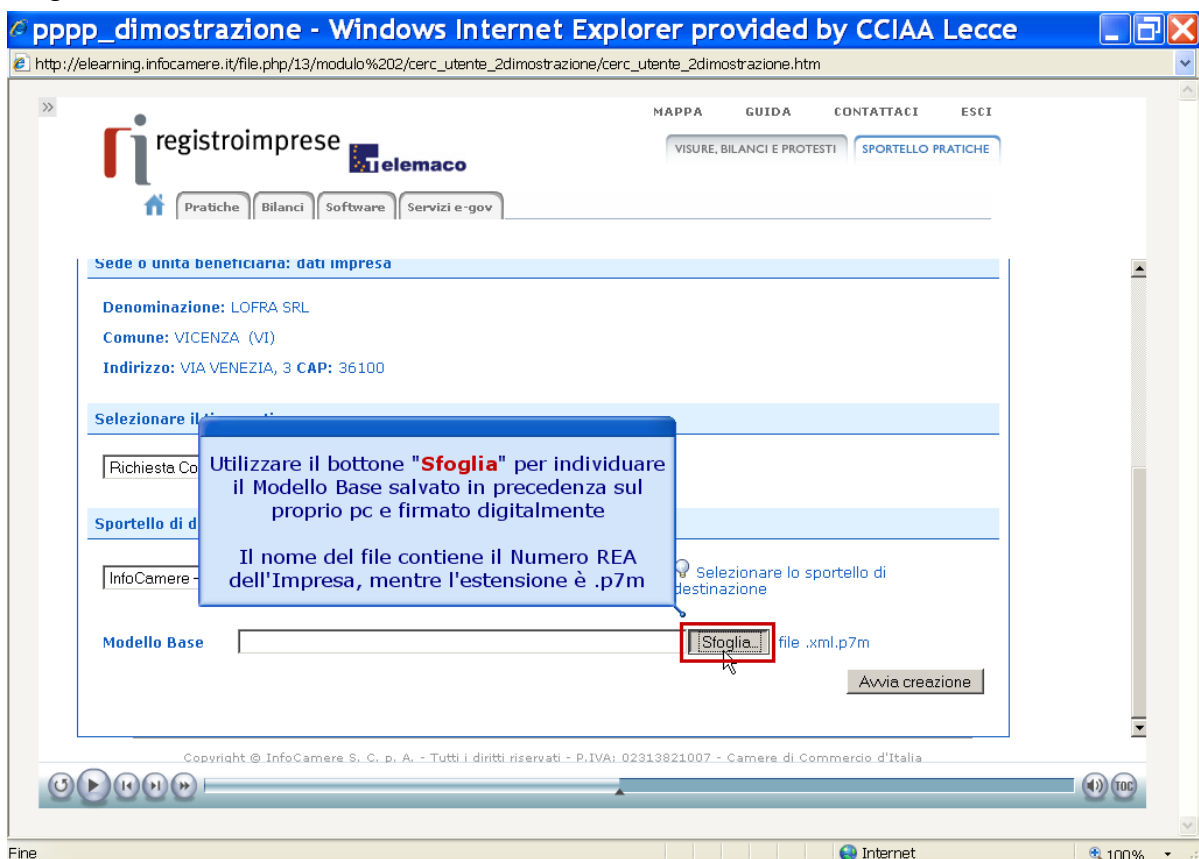 pppp_dimostrazione - Windows Internet Explorer provided by CCIAA Lecce
http://elearning.infocamere.it/file.php/13/modulo%202/cerc_utente_2dimostrazione/cerc_utente_2dimostrazione.htm
MAPPA GUIDA CONTATTACI ESCI
ri registroimprese
Telemaco
VISURE, BILANCI E PROTESTI SPORTELLO PRATICHE
Pratiche Bilanci Software Servizi e-gov
Sede o unità beneficiaria: dati impresa
Denominazione: LOFRA SRL
Comune: VICENZA (VI)
Indirizzo: VIA VENEZIA, 3 CAP: 36100
Selezionare il
Richiesta Co
Utilizzare il bottone "Sfoglia" per individuare
il Modello Base salvato in precedenza sul
proprio pc e firmato digitalmente
Il nome del file contiene il Numero REA
dell'Impresa, mentre l'estensione è .p7m
Sportello di d
InfoCamere -
Selezionare lo sportello di
destinazione
Modello Base Sfoglia... file .xml.p7m
Avvia creazione
Copyright © InfoCamere S. C. p. A. - Tutti i diritti riservati - P.IVA: 02313821007 - Camere di Commercio d'Italia
TOC
Fine Internet 100%